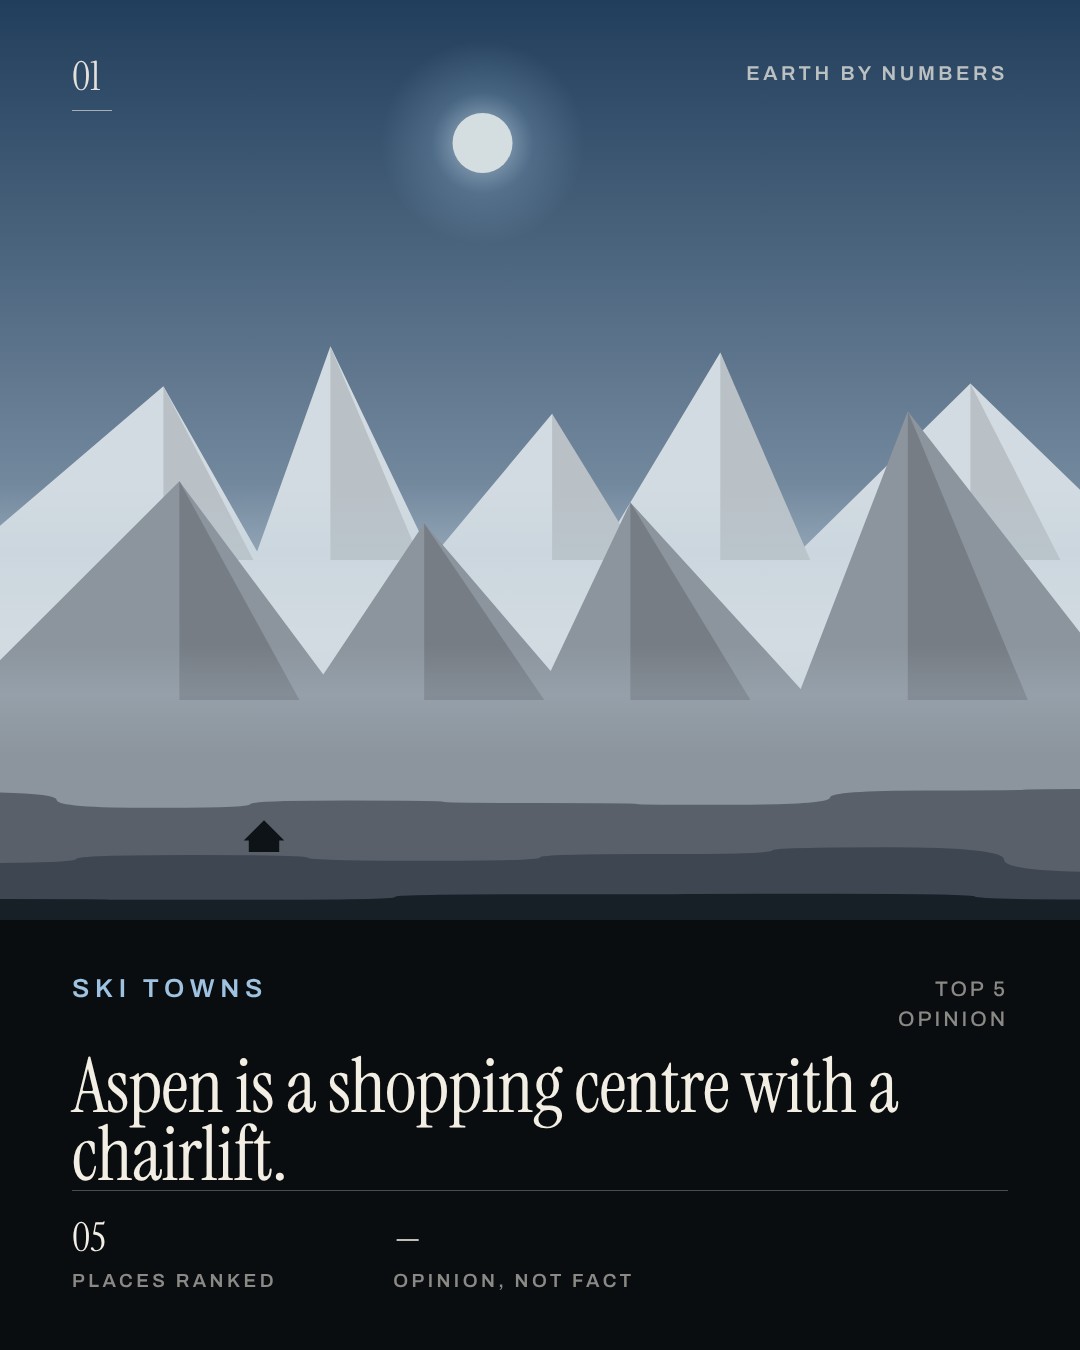 01
EARTH BY NUMBERS
SKI TOWNS
TOP 5
OPINION
Aspen is a shopping centre with a
chairlift.
05
—
PLACES RANKED
OPINION, NOT FACT